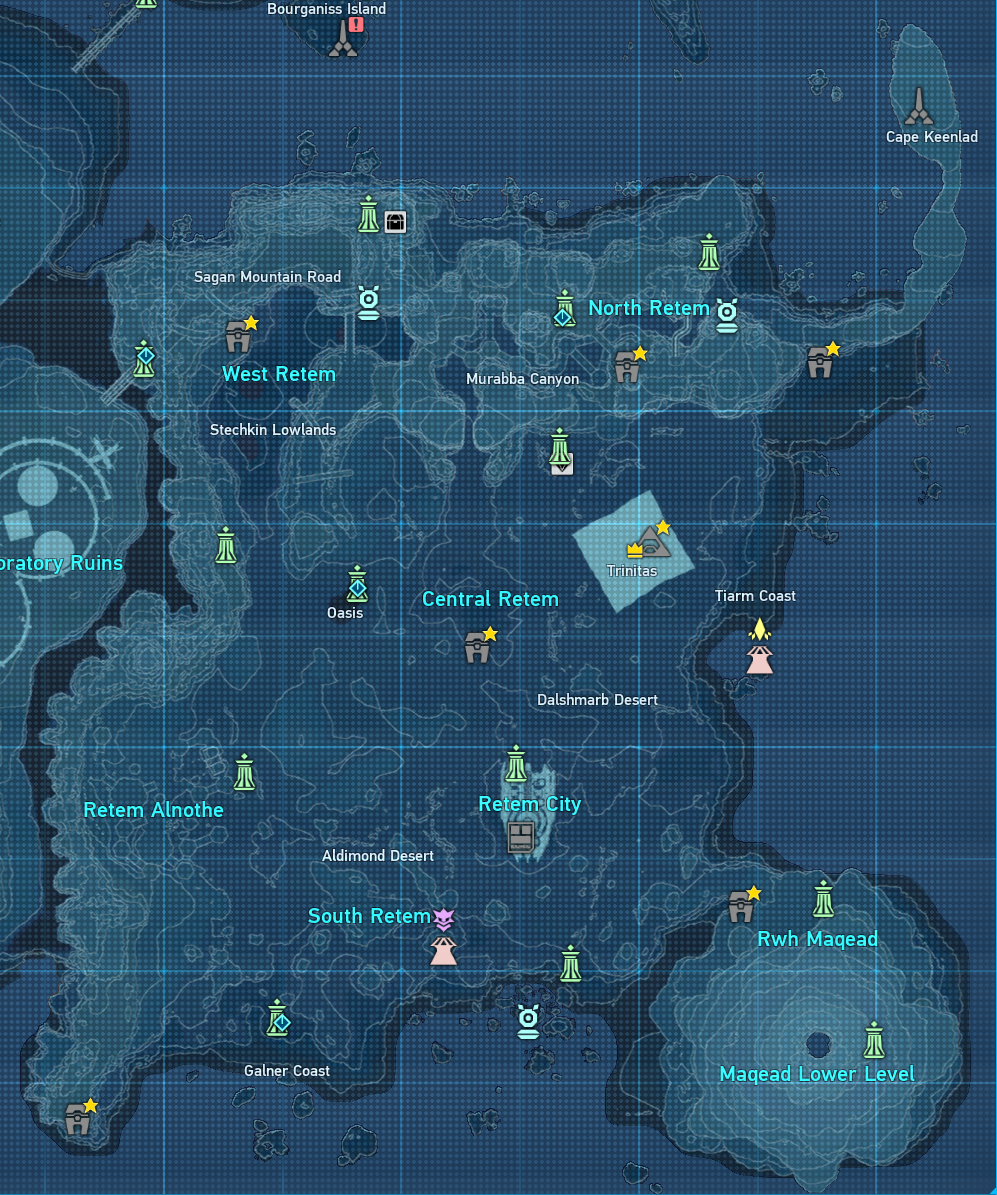 Bourganiss Island
Cape Keenlad
Sagan Mountain Road
North Retem
West Retem
Murabba Canyon
Stechkin Lowlands
oratory Ruins
Trinitas
Tiarm Coast
Central Retem
Oasis
Dalshmarb Desert
Retem City
Retem Alnothe
Aldimond Desert
South Retem
Rwh Maqead
Galner Coast
Maqead Lower Level